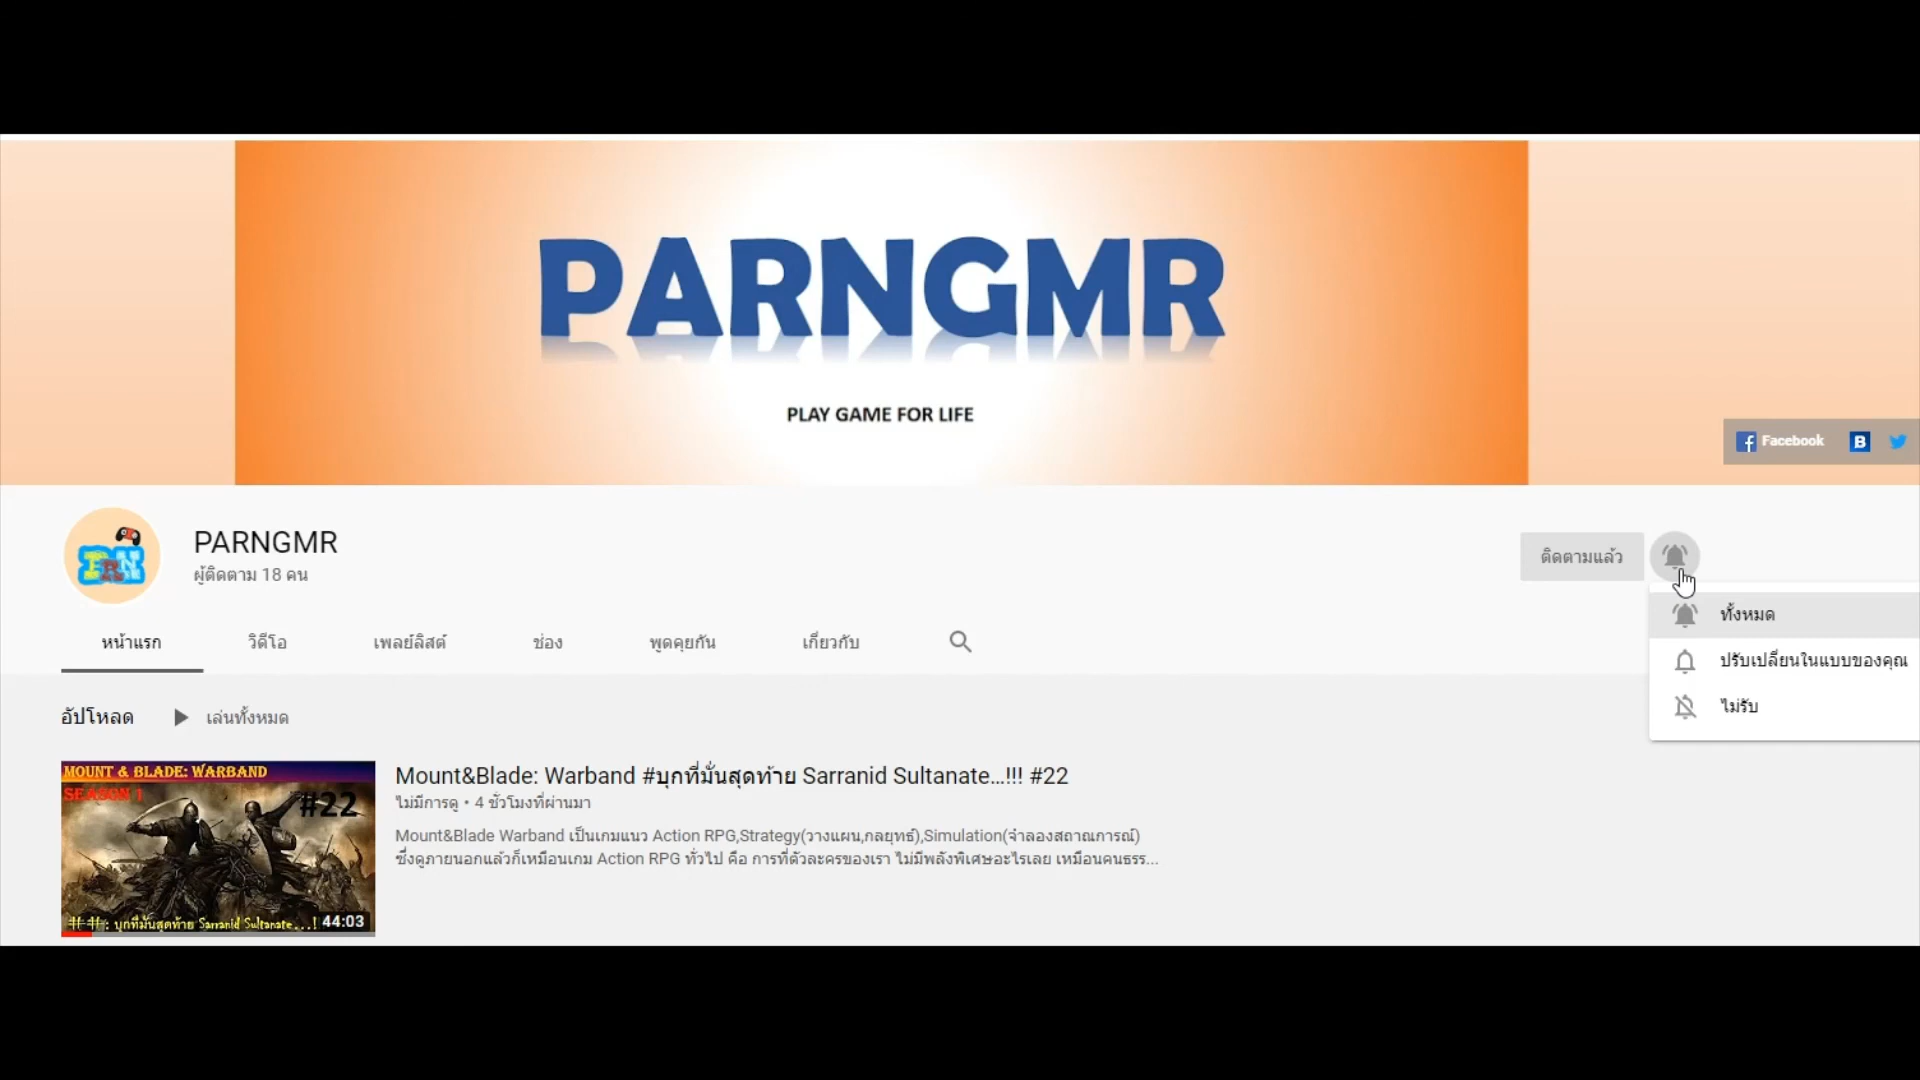 PARNGMR
PLAY GAME FOR LIFE
Facebook
B
PRN
PARNGMR
ผู้ติดตาม 18 คน
ติดตามแล้ว
ทั้งหมด
ปรับเปลี่ยนในแบบของคุณ
ไม่รับ
หน้าแรก
วิดีโอ
เพลย์ลิสต์
ช่อง
พูดคุยกัน
เกี่ยวกับ
อัปโหลด
เล่นทั้งหมด
MOUNT & BLADE: WARBAND
SEASON 1
#22
##: บุกที่มั่นสุดท้าย Sarranid Sultanate...!
44:03
Mount&Blade: Warband #บุกที่มั่นสุดท้าย Sarranid Sultanate...!!! #22
ไม่มีการดู • 4 ชั่วโมงที่ผ่านมา
Mount&Blade Warband เป็นเกมแนว Action RPG,Strategy(วางแผน,กลยุทธ์),Simulation(จำลองสถาณการณ์)
ซึ่งดูภายนอกแล้วก็เหมือนเกม Action RPG ทั่วไป คือ การที่ตัวละครของเรา ไม่มีพลังพิเศษอะไรเลย เหมือนคนธรร...